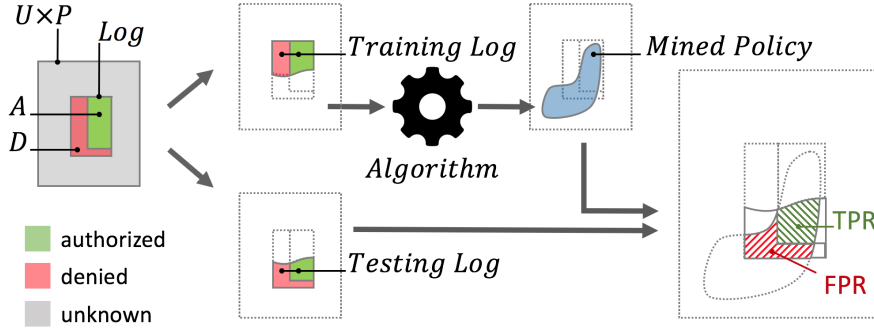 U×P
Log
A
D
Training Log
Algorithm
Mined Policy
Testing Log
TPR
FPR
authorized
denied
unknown